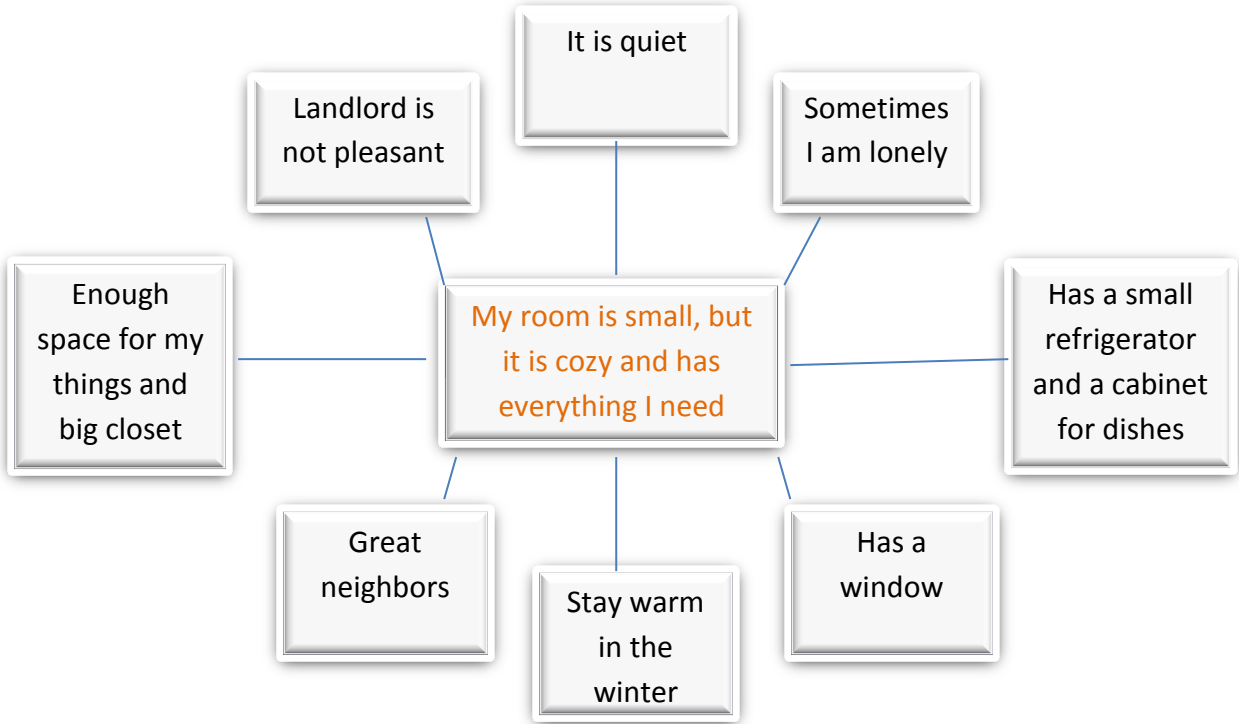 It is quiet
Landlord is
not pleasant
Sometimes
I am lonely
Enough
space for my
things and
big closet
My room is small, but
it is cozy and has
everything I need
Has a small
refrigerator
and a cabinet
for dishes
Great
neighbors
Stay warm
in the
winter
Has a
window